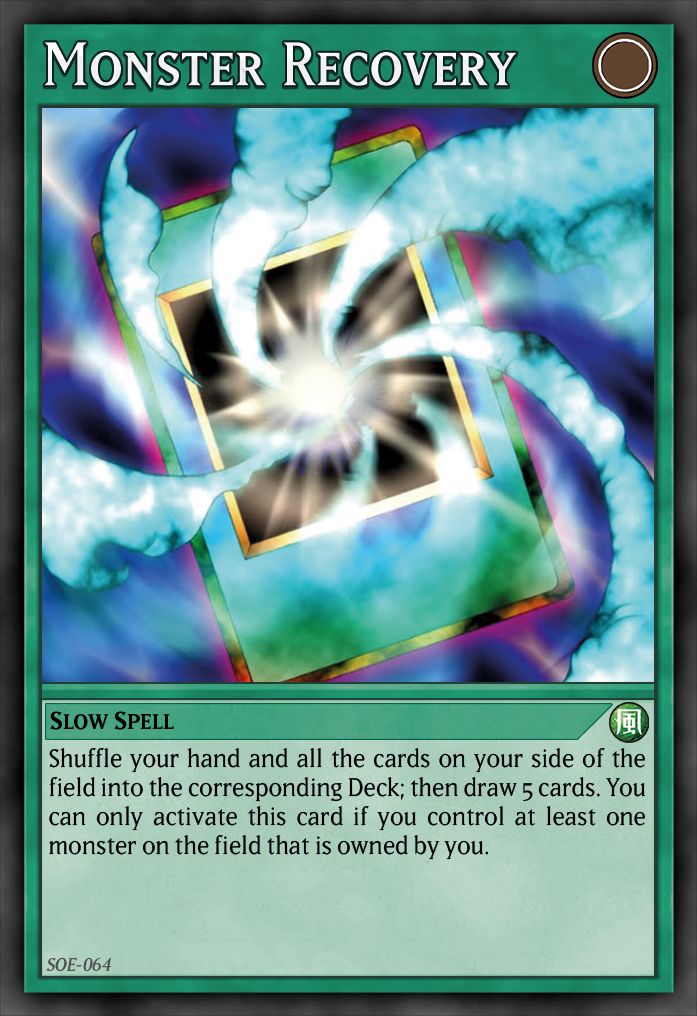 Monster Recovery
Slow Spell
風
Shuffle your hand and all the cards on your side of the
field into the corresponding Deck; then draw 5 cards. You
can only activate this card if you control at least one
monster on the field that is owned by you.
SOE-064